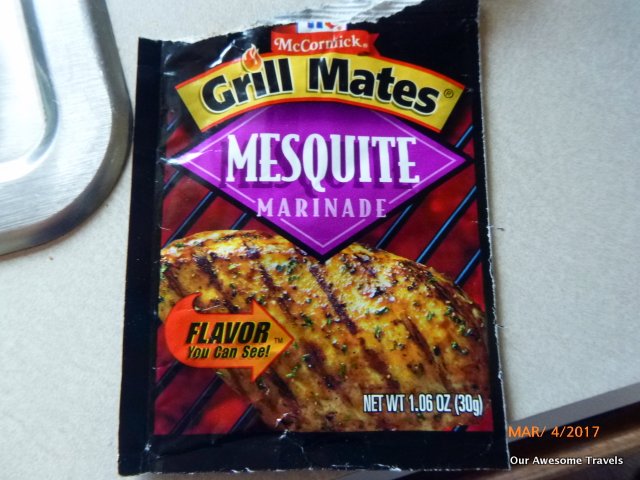 McCormick®
Grill Mates®
MESQUITE
MARINADE
FLAVOR™
You Can See!
NET WT 1.06 OZ (30g)
MAR/ 4/2017
Our Awesome Travels